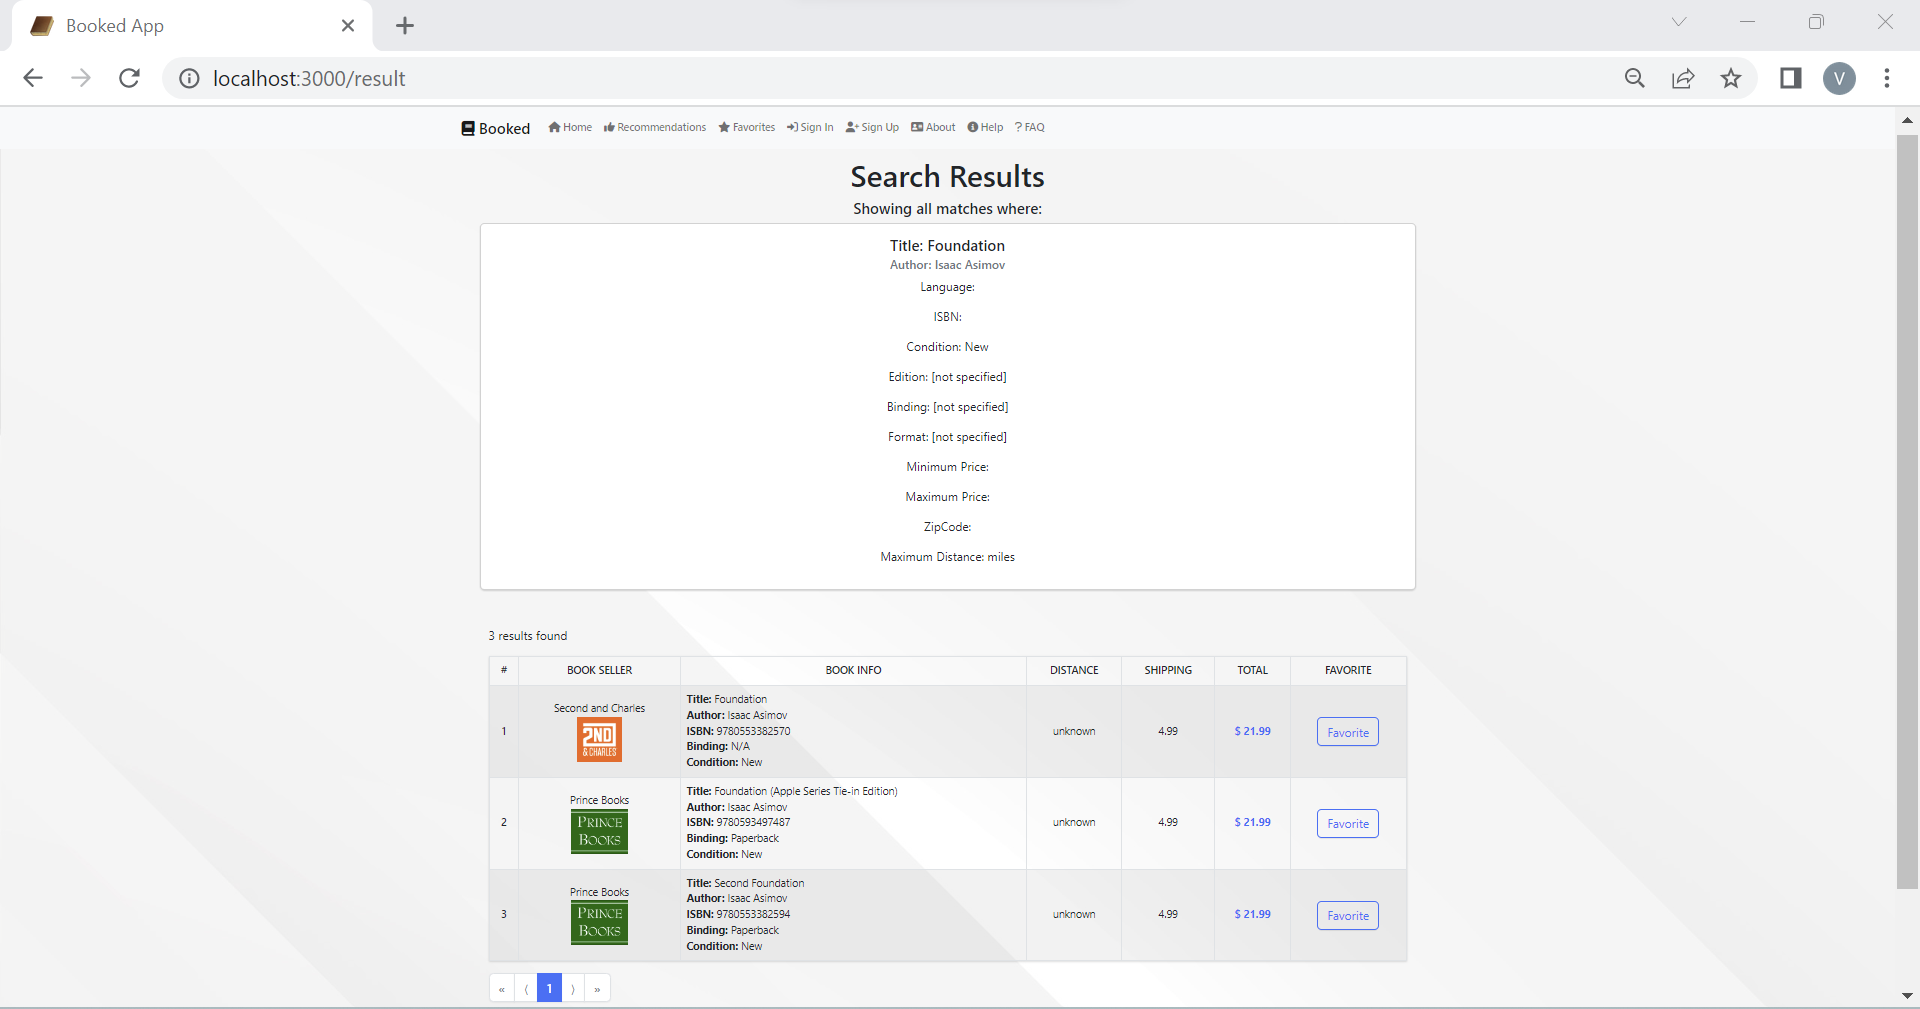 Booked App
localhost:3000/result
V
Booked Home Recommendations Favorites Sign In Sign Up About Help ? FAQ
Search Results
Showing all matches where:
Title: Foundation
Author: Isaac Asimov
Language:
ISBN:
Condition: New
Edition: [not specified]
Binding: [not specified]
Format: [not specified]
Minimum Price:
Maximum Price:
ZipCode:
Maximum Distance: miles
3 results found
# BOOK SELLER BOOK INFO DISTANCE SHIPPING TOTAL FAVORITE
1 Second and Charles
2ND
& CHARLES
Title: Foundation
Author: Isaac Asimov
ISBN: 9780553382570
Binding: N/A
Condition: New
unknown 4.99 $ 21.99 Favorite
2 Prince Books
PRINCE
BOOKS
Title: Foundation (Apple Series Tie-in Edition)
Author: Isaac Asimov
ISBN: 9780593497487
Binding: Paperback
Condition: New
unknown 4.99 $ 21.99 Favorite
3 Prince Books
PRINCE
BOOKS
Title: Second Foundation
Author: Isaac Asimov
ISBN: 9780553382594
Binding: Paperback
Condition: New
unknown 4.99 $ 21.99 Favorite
« ⟨ 1 ⟩ »